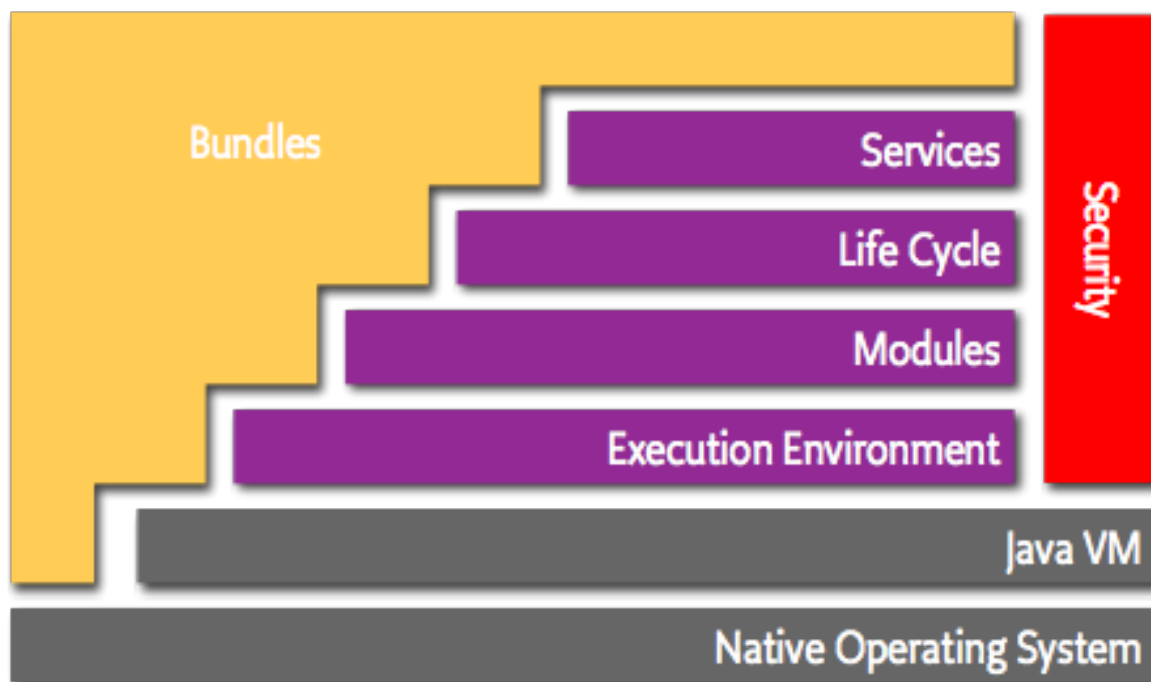 Bundles
Services
Life Cycle
Modules
Execution Environment
Java VM
Native Operating System
Security